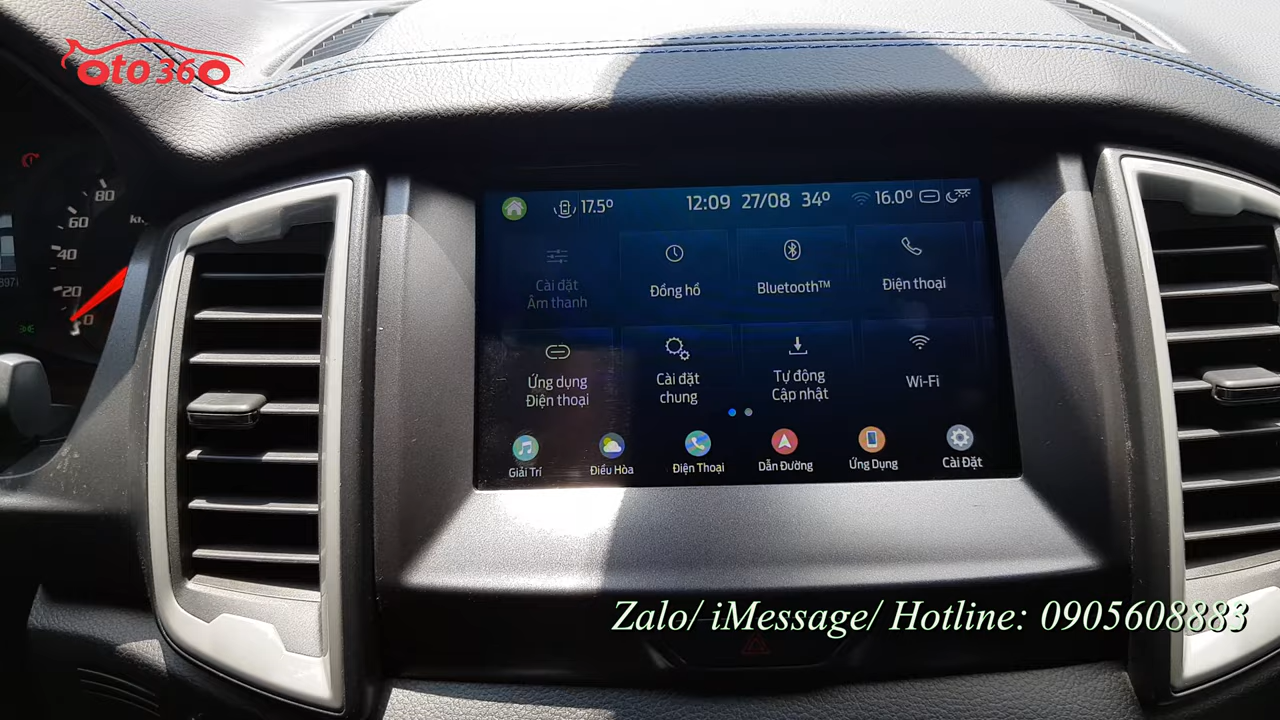 oto360
80
60
40
20
0
17.5° 12:09 27/08 34° 16.0°
Cài đặt
Âm thanh
Đồng hồ
Bluetooth™
Điện thoại
Ứng dụng
Điện thoại
Cài đặt
chung
Tự động
Cập nhật
Wi-Fi
Giải Trí
Điều Hòa
Điện Thoại
Dẫn Đường
Ứng Dụng
Cài Đặt
Zalo/ iMessage/ Hotline: 0905608883